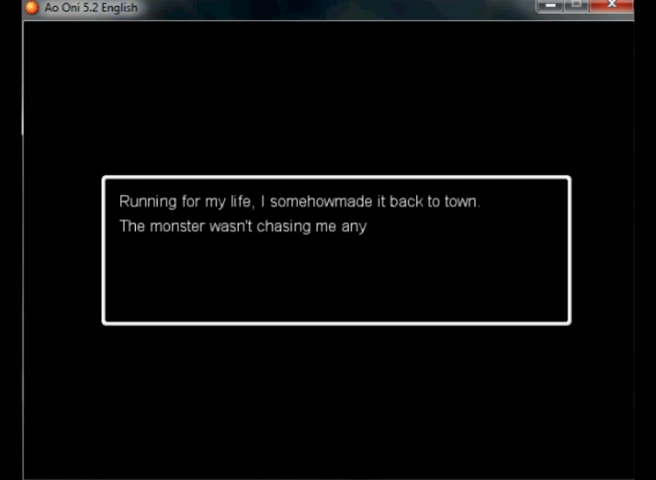 Ao Oni 5.2 English
Running for my life, I somehowmade it back to town.
The monster wasn't chasing me any